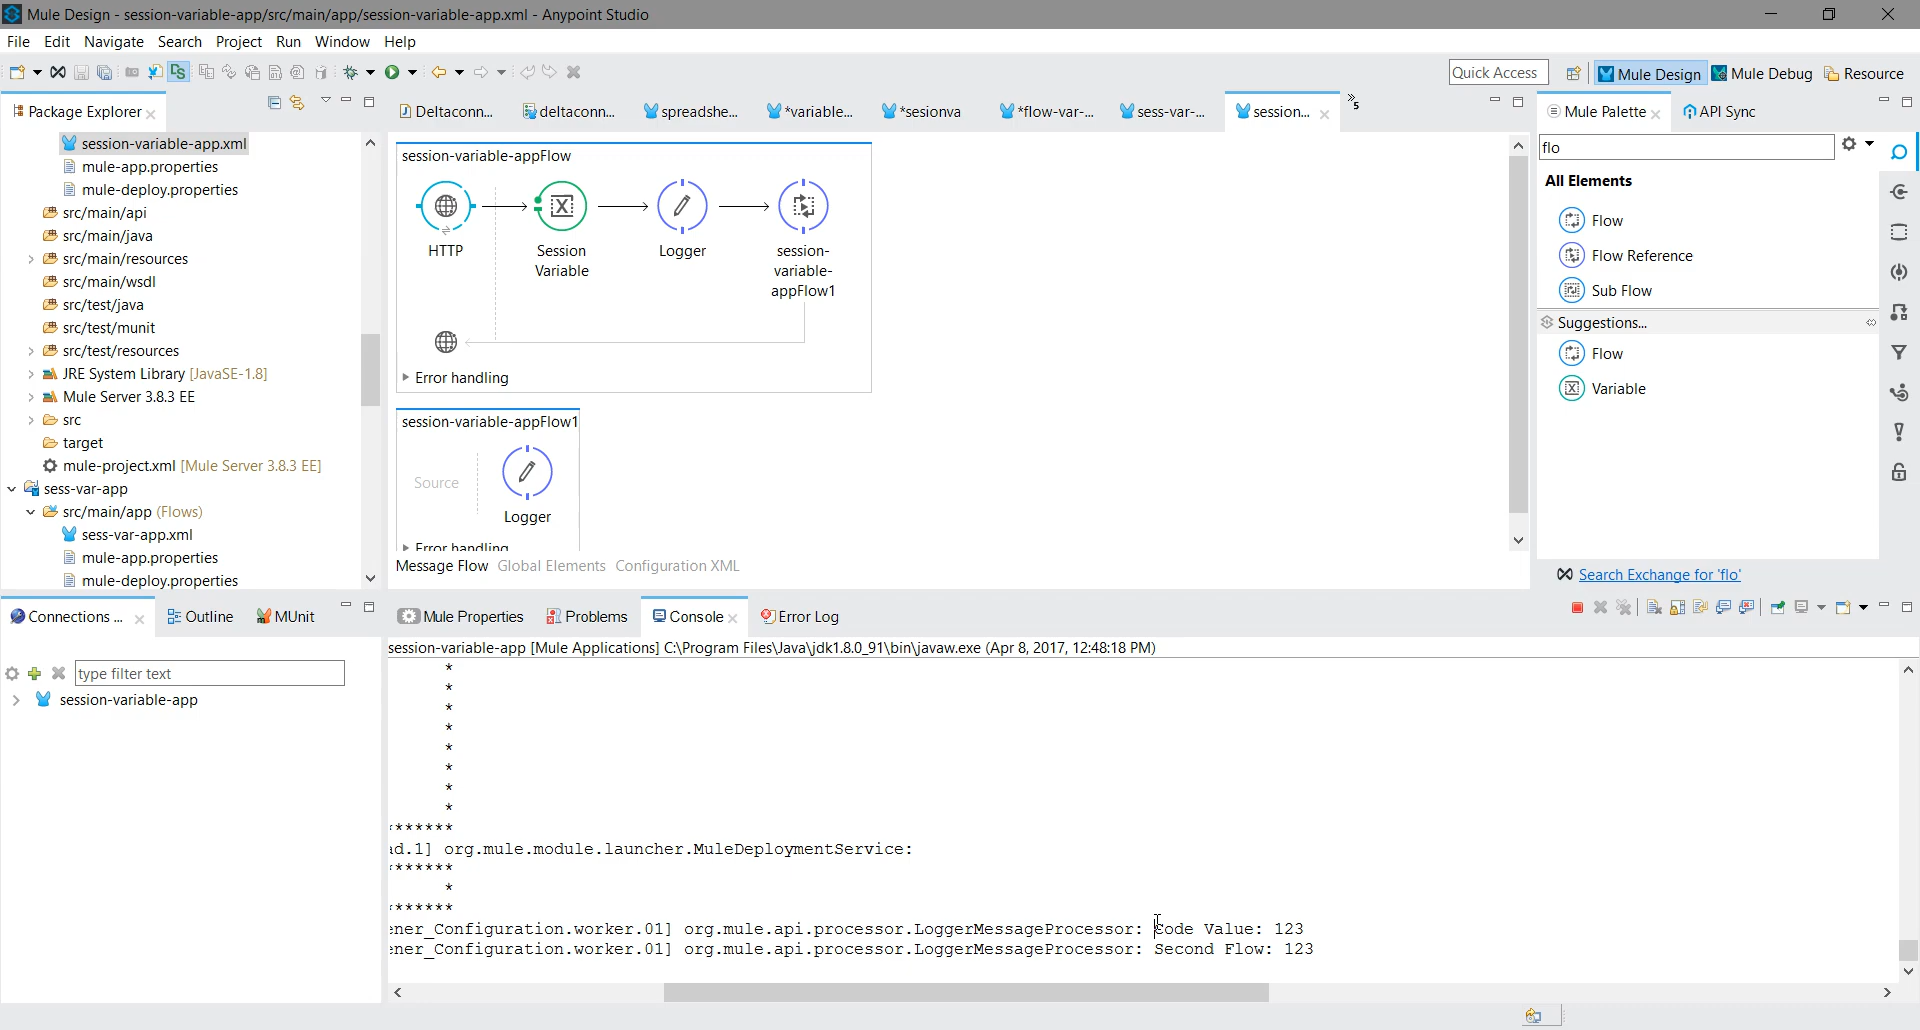 Mule Design - session-variable-app/src/main/app/session-variable-app.xml - Anypoint Studio
File Edit Navigate Search Project Run Window Help
Quick Access Mule Design Mule Debug Resource
Package Explorer
session-variable-app.xml
mule-app.properties
mule-deploy.properties
src/main/api
src/main/java
src/main/resources
src/main/wsdl
src/test/java
src/test/munit
src/test/resources
JRE System Library [JavaSE-1.8]
Mule Server 3.8.3 EE
src
target
mule-project.xml [Mule Server 3.8.3 EE]
sess-var-app
src/main/app (Flows)
sess-var-app.xml
mule-app.properties
mule-deploy.properties
Deltaconn... deltaconn... spreadshe... *variable... *sesionva *flow-var-... sess-var-... session... »5
session-variable-appFlow
HTTP
Session
Variable
Logger
session-
variable-
appFlow1
Error handling
session-variable-appFlow1
Source
Logger
Error handling
Message Flow Global Elements Configuration XML
Mule Palette API Sync
flo
All Elements
Flow
Flow Reference
Sub Flow
Suggestions...
Flow
Variable
Search Exchange for 'flo'
Connections ... Outline MUnit
type filter text
session-variable-app
Mule Properties Problems Console Error Log
session-variable-app [Mule Applications] C:\Program Files\Java\jdk1.8.0_91\bin\javaw.exe (Apr 8, 2017, 12:48:18 PM)
*
*
*
*
*
*
*
*
*******
ad.1] org.mule.module.launcher.MuleDeploymentService:
*******
*
*******
ener_Configuration.worker.01] org.mule.api.processor.LoggerMessageProcessor: Code Value: 123
ener_Configuration.worker.01] org.mule.api.processor.LoggerMessageProcessor: Second Flow: 123